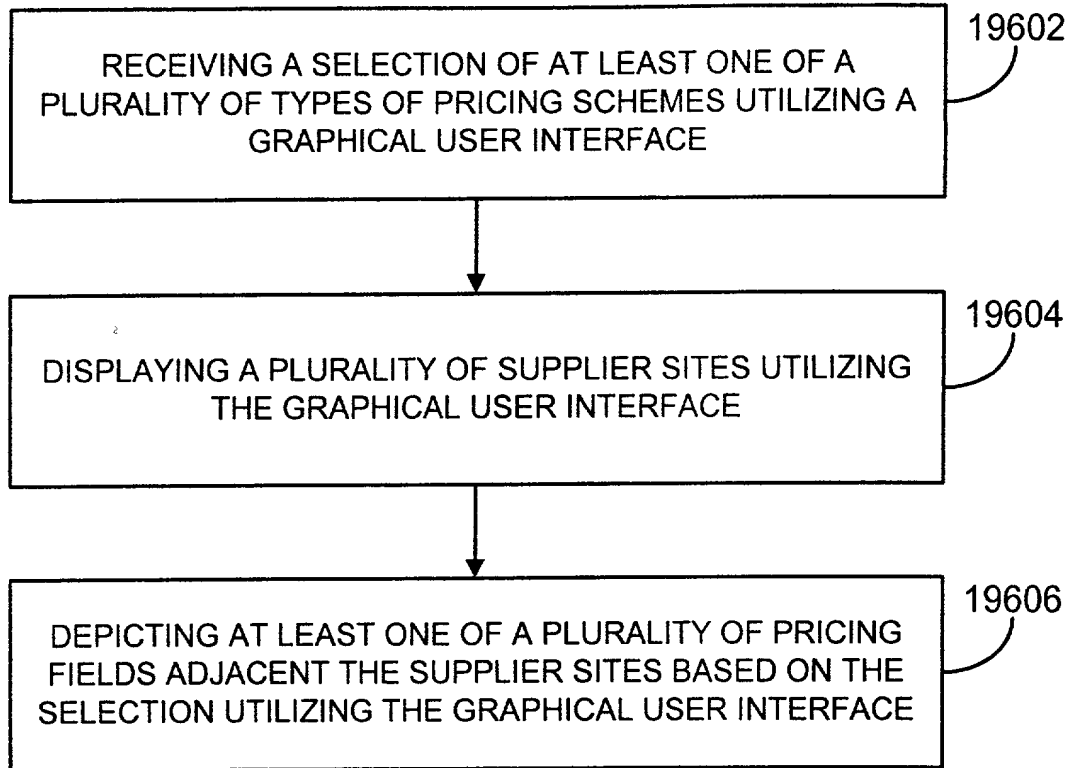 19602
RECEIVING A SELECTION OF AT LEAST ONE OF A
PLURALITY OF TYPES OF PRICING SCHEMES UTILIZING A
GRAPHICAL USER INTERFACE
19604
DISPLAYING A PLURALITY OF SUPPLIER SITES UTILIZING
THE GRAPHICAL USER INTERFACE
19606
DEPICTING AT LEAST ONE OF A PLURALITY OF PRICING
FIELDS ADJACENT THE SUPPLIER SITES BASED ON THE
SELECTION UTILIZING THE GRAPHICAL USER INTERFACE